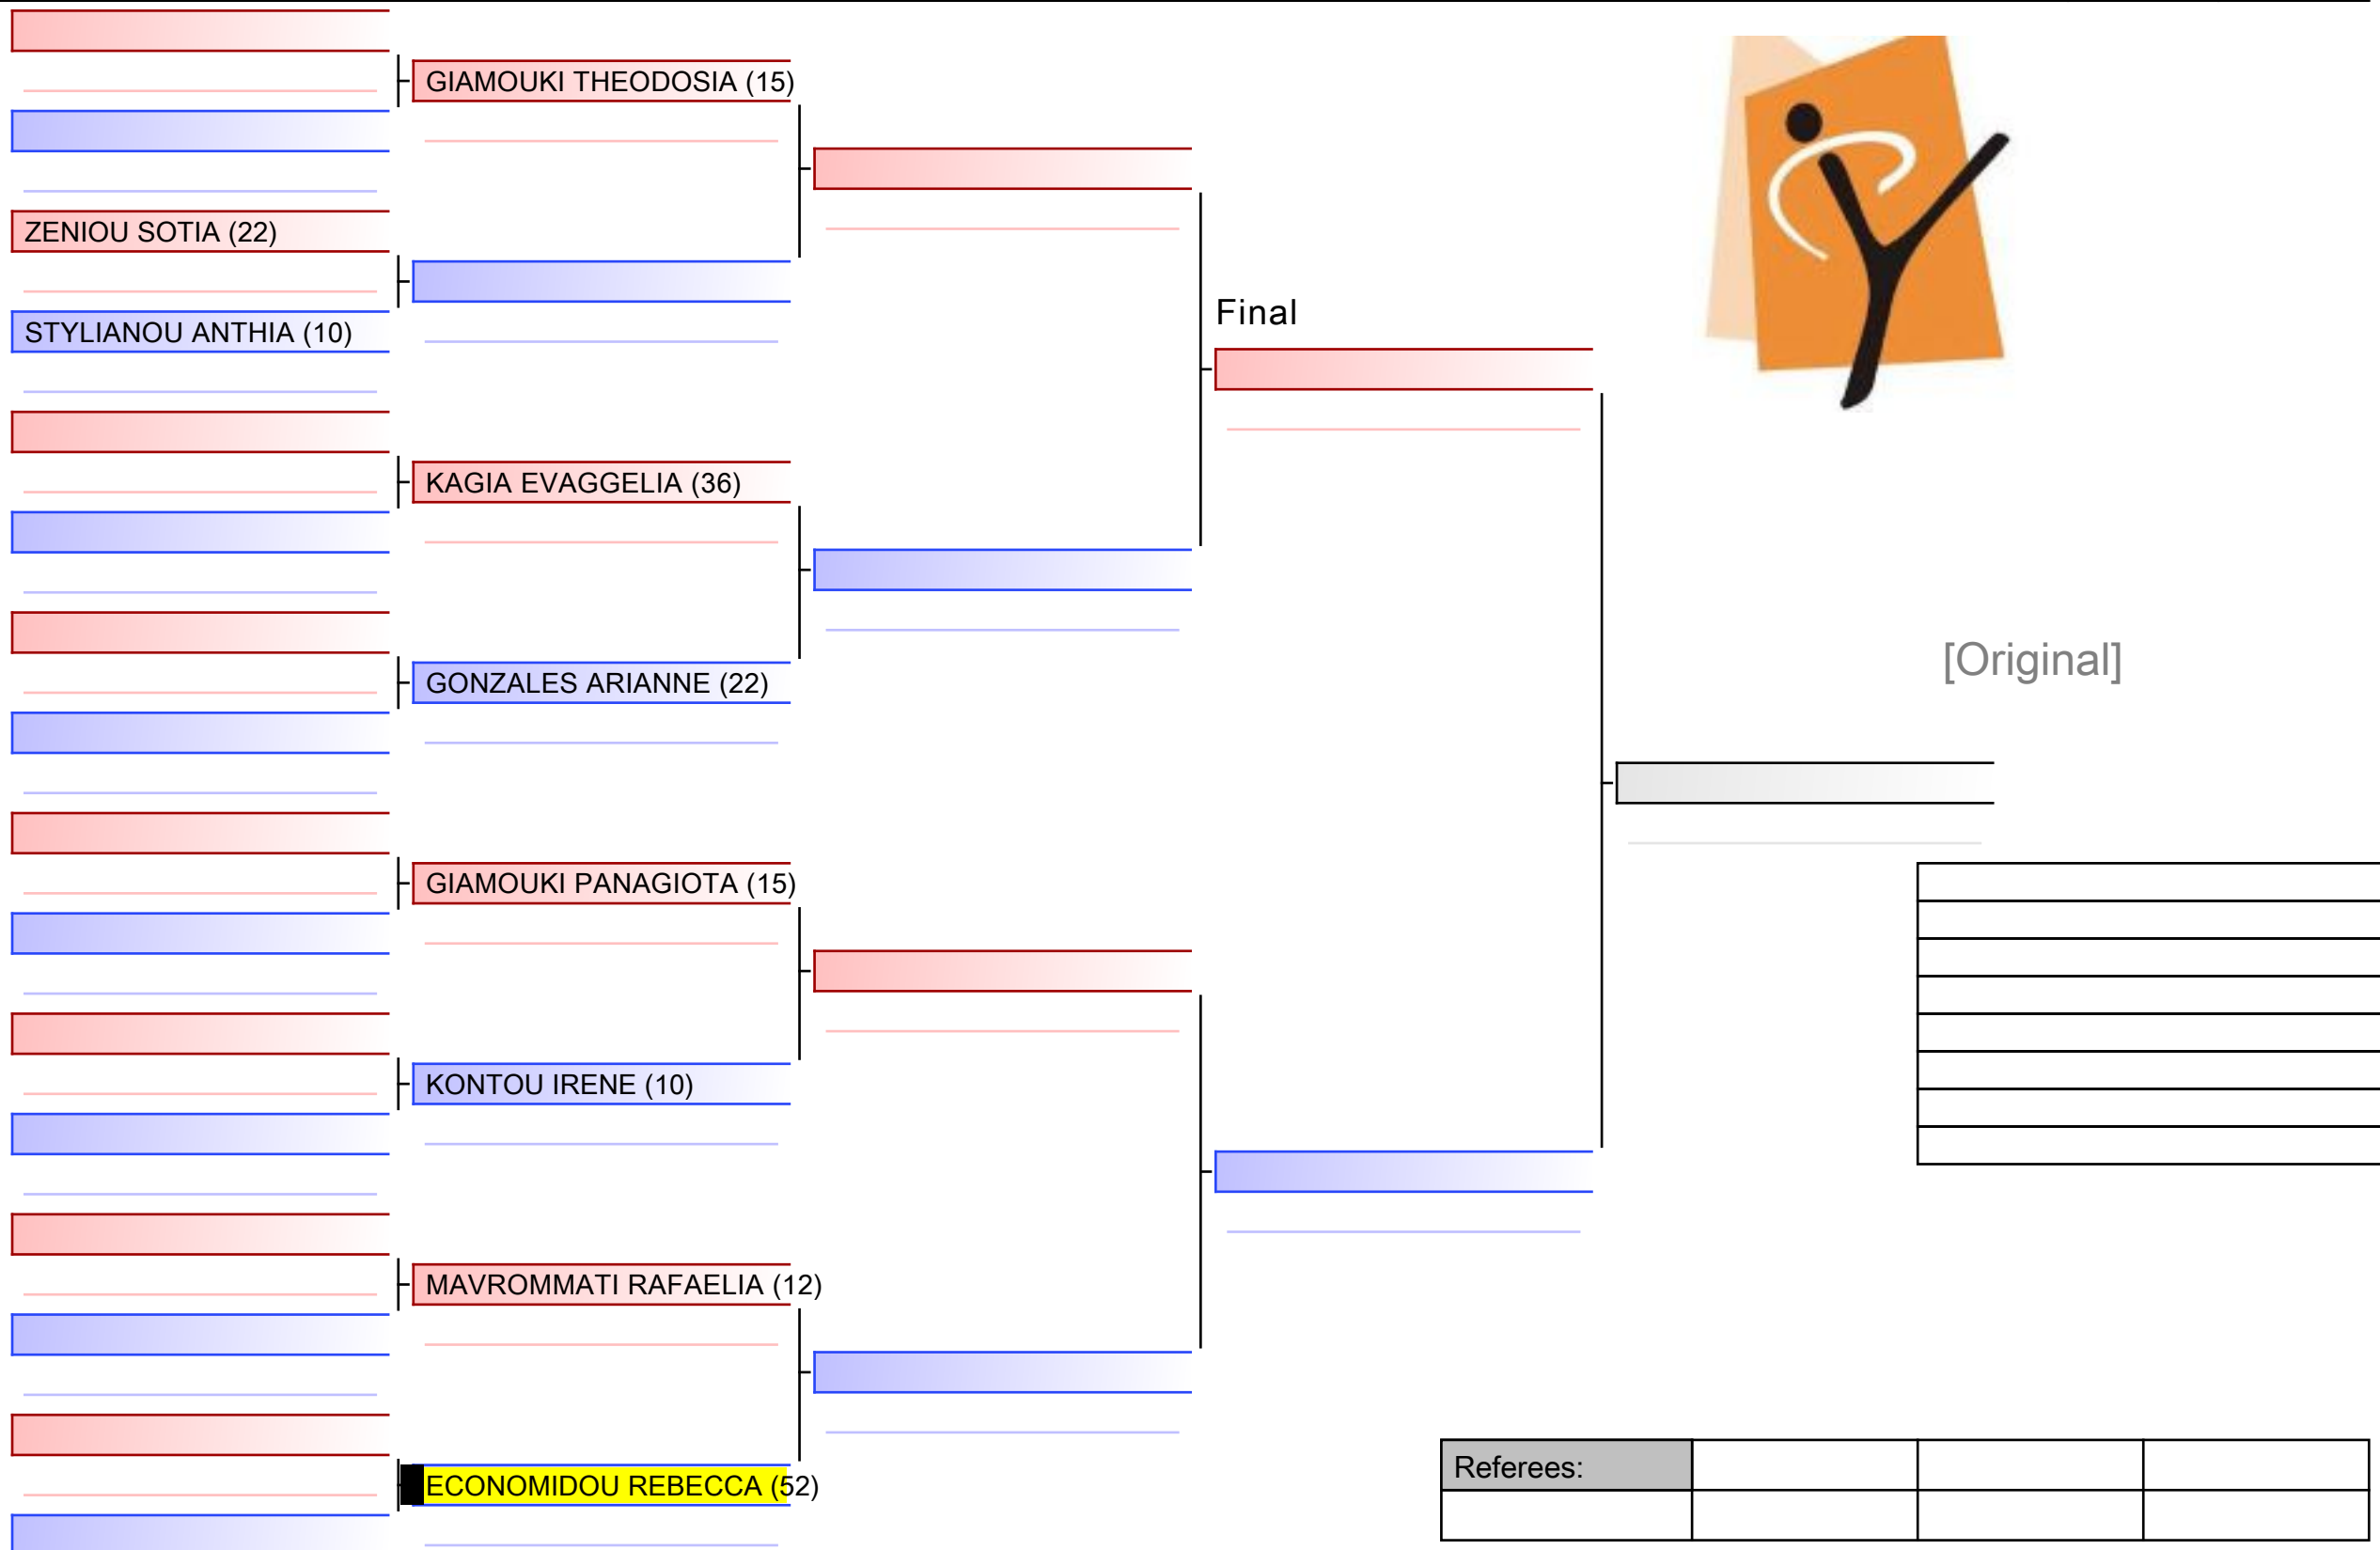 GIAMOUKI THEODOSIA (15)
ZENIOU SOTIA (22)
STYLIANOU ANTHIA (10)
Final
KAGIA EVAGGELIA (36)
GONZALES ARIANNE (22)
[Original]
GIAMOUKI PANAGIOTA (15)
KONTOU IRENE (10)
MAVROMMATI RAFAELIA (12)
ECONOMIDOU REBECCA (52)
Referees: